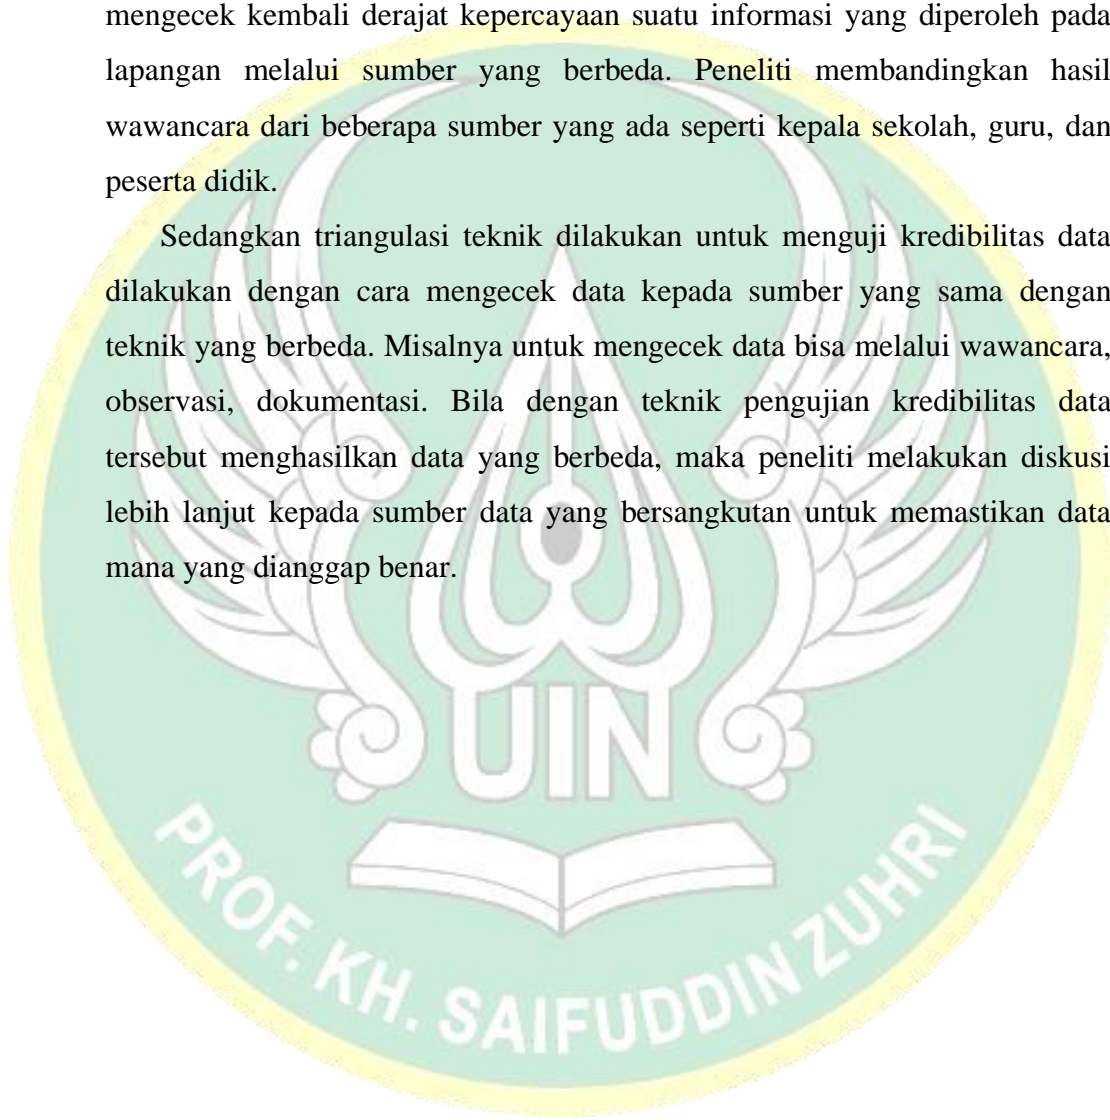 mengecek kembali derajat kepercayaan suatu informasi yang diperoleh pada
lapangan melalui sumber yang berbeda. Peneliti membandingkan hasil
wawancara dari beberapa sumber yang ada seperti kepala sekolah, guru, dan
peserta didik.
Sedangkan triangulasi teknik dilakukan untuk menguji kredibilitas data
dilakukan dengan cara mengecek data kepada sumber yang sama dengan
teknik yang berbeda. Misalnya untuk mengecek data bisa melalui wawancara,
observasi, dokumentasi. Bila dengan teknik pengujian kredibilitas data
tersebut menghasilkan data yang berbeda, maka peneliti melakukan diskusi
lebih lanjut kepada sumber data yang bersangkutan untuk memastikan data
mana yang dianggap benar.
UIN
PROF. KH. SAIFUDDIN ZUHRI